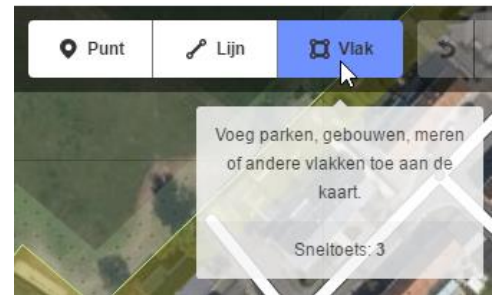 Punt Lijn Vlak
Voeg parken, gebouwen, meren
of andere vlakken toe aan de
kaart.
Sneltoets: 3